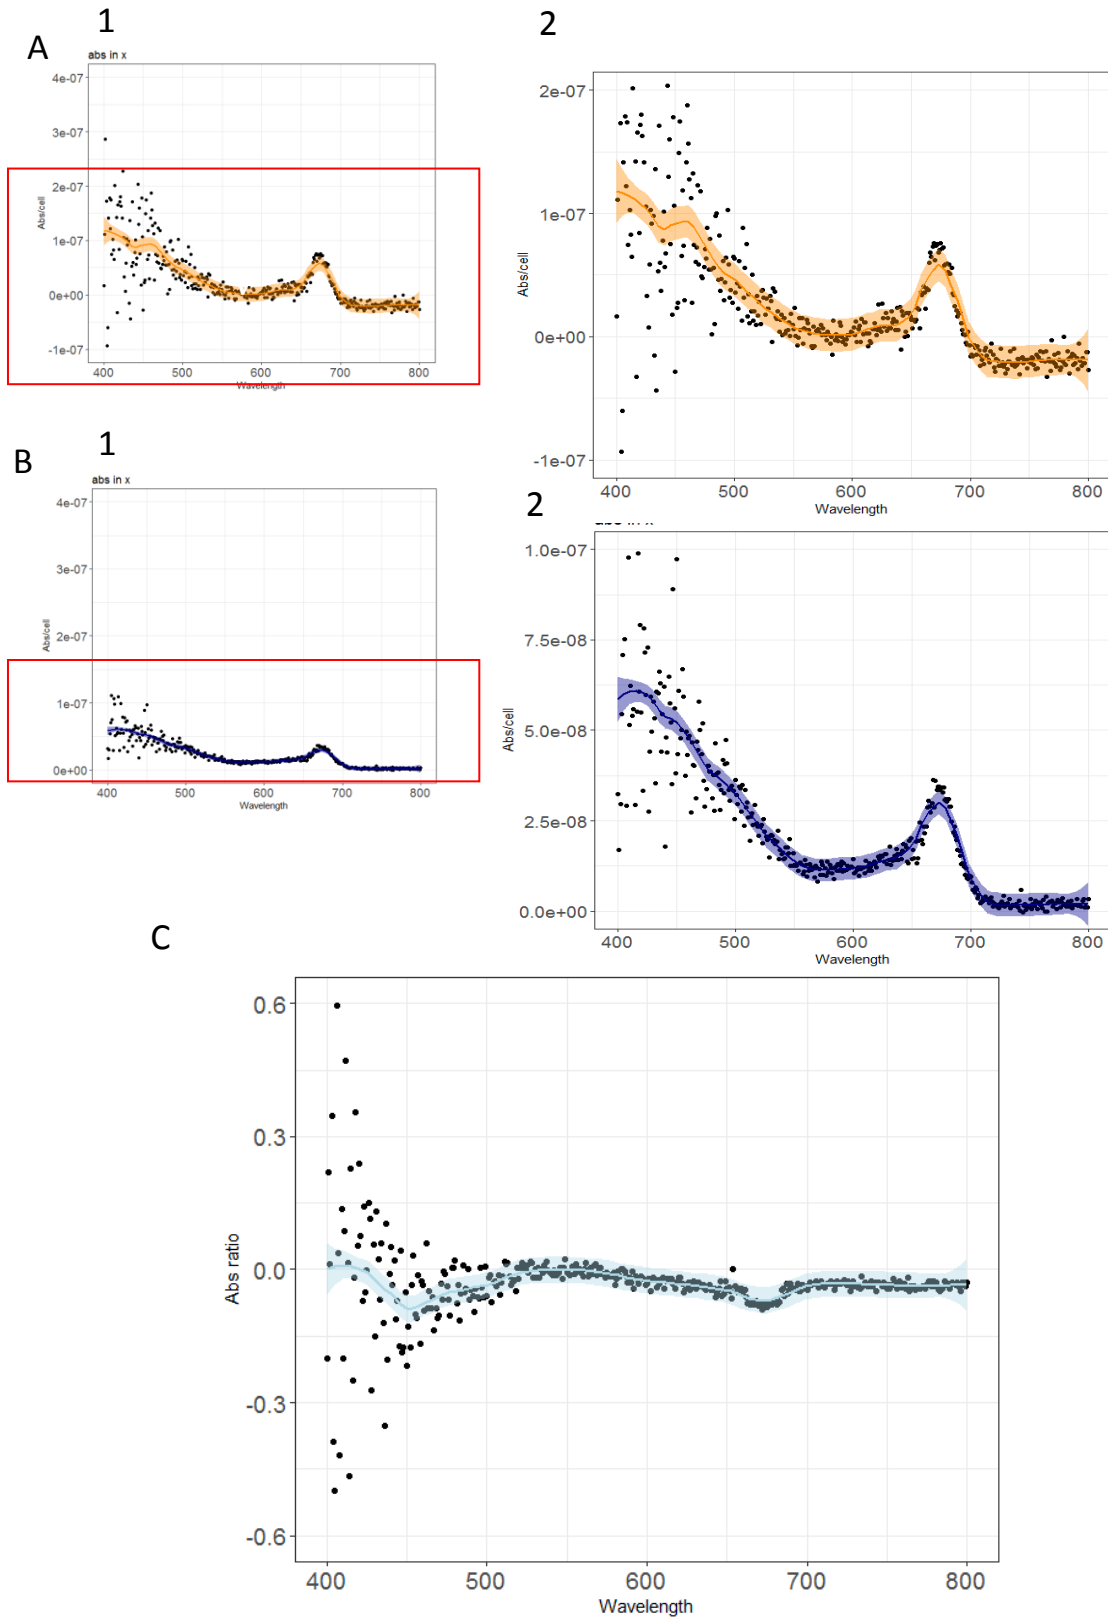 1
A
abs in x
4e-07
3e-07
2e-07
1e-07
0e+00
-1e-07
Abs/cell
400 500 600 700 800
Wavelength
2
2e-07
1e-07
0e+00
-1e-07
Abs/cell
400 500 600 700 800
Wavelength
1
B
abs in x
4e-07
3e-07
2e-07
1e-07
0e+00
Abs/cell
400 500 600 700 800
Wavelength
2
1.0e-07
7.5e-08
5.0e-08
2.5e-08
0.0e+00
Abs/cell
400 500 600 700 800
Wavelength
C
0.6
0.3
0.0
-0.3
-0.6
Abs ratio
400 500 600 700 800
Wavelength